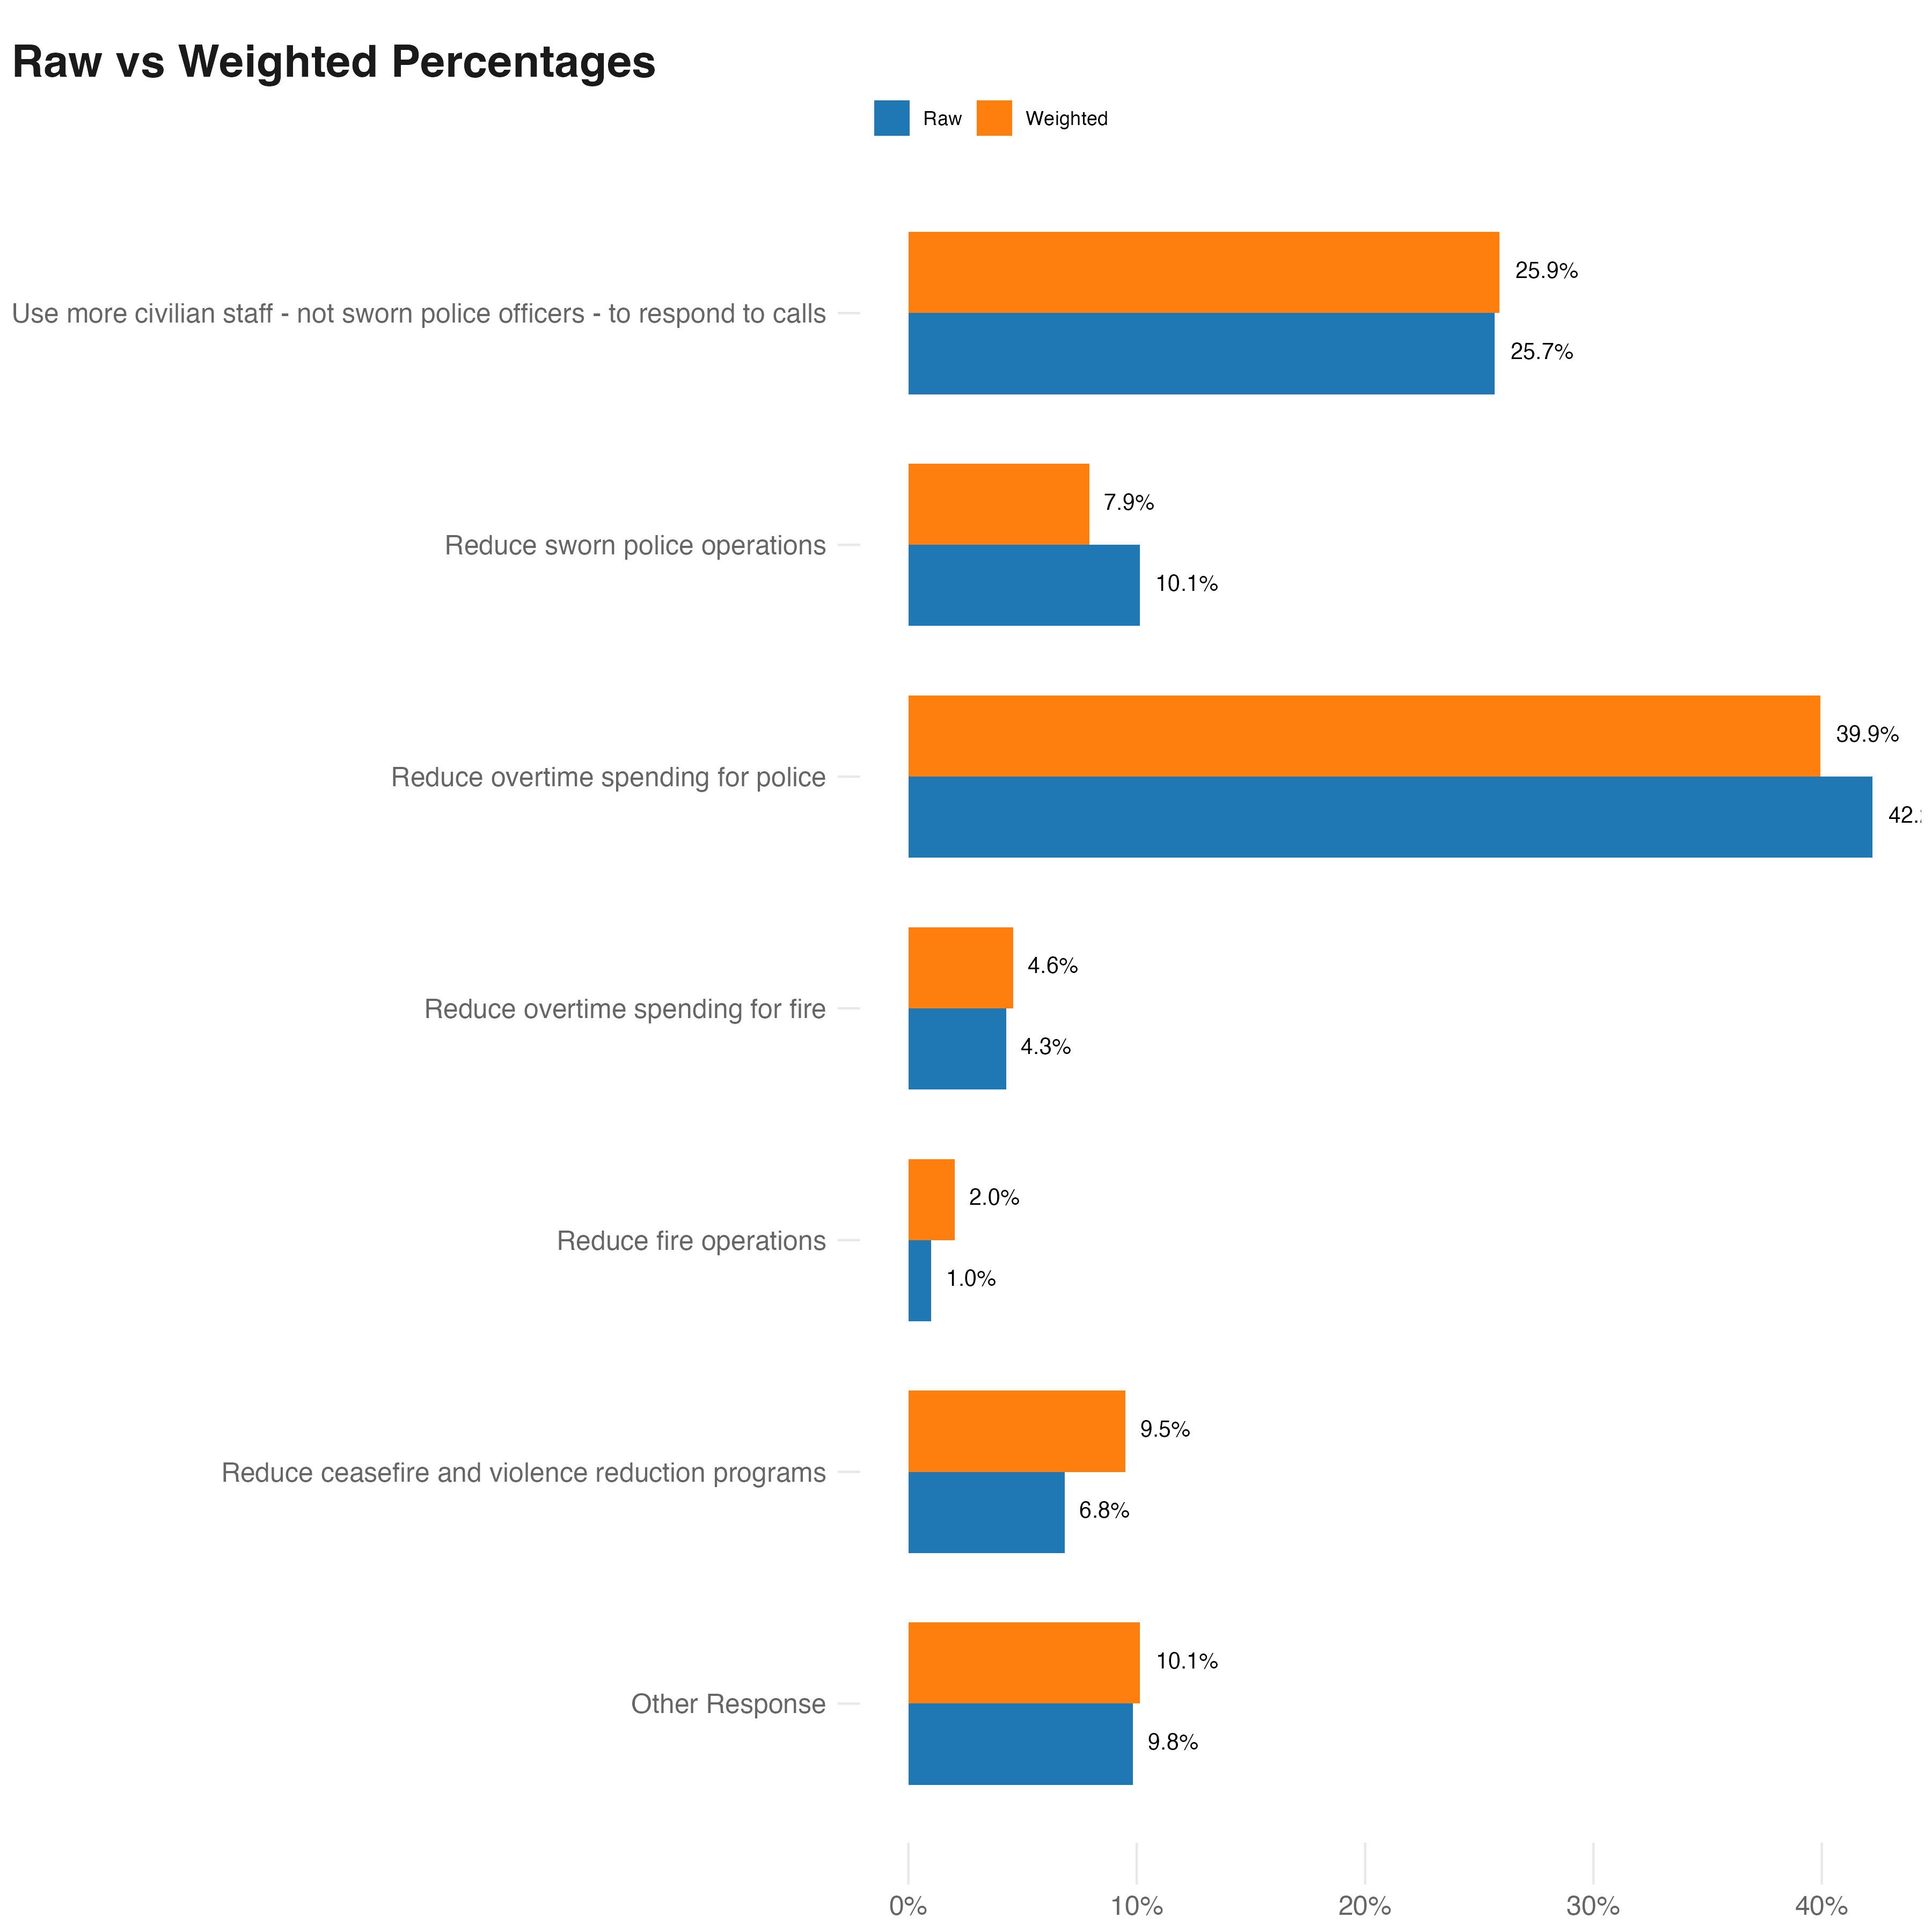 Raw vs Weighted Percentages
Raw Weighted
Use more civilian staff - not sworn police officers - to respond to calls
25.9%
25.7%
Reduce sworn police operations
7.9%
10.1%
Reduce overtime spending for police
39.9%
42.
Reduce overtime spending for fire
4.6%
4.3%
Reduce fire operations
2.0%
1.0%
Reduce ceasefire and violence reduction programs
9.5%
6.8%
Other Response
10.1%
9.8%
0% 10% 20% 30% 40%